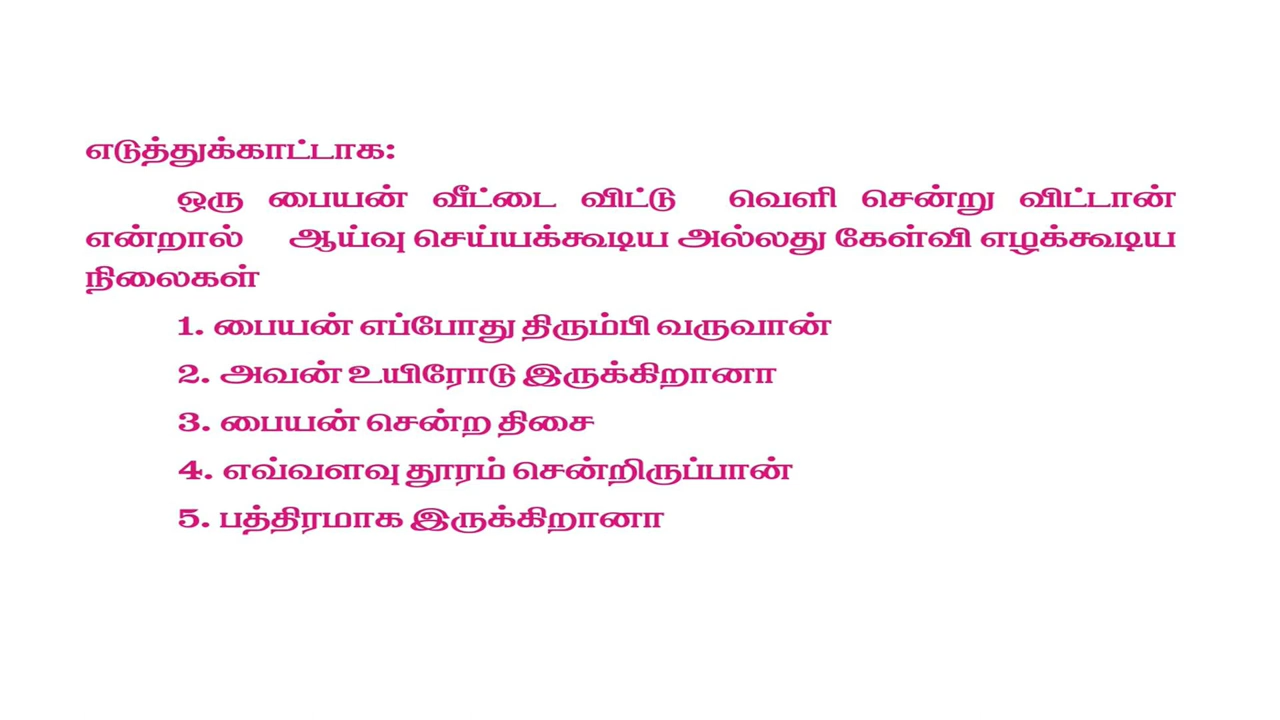 எடுத்துக்காட்டாக:
ஒரு பையன் வீட்டை விட்டு வெளி சென்று விட்டான்
என்றால் ஆய்வு செய்யக்கூடிய அல்லது கேள்வி எழக்கூடிய
நிலைகள்
1. பையன் எப்போது திரும்பி வருவான்
2. அவன் உயிரோடு இருக்கிறானா
3. பையன் சென்ற திசை
4. எவ்வளவு தூரம் சென்றிருப்பான்
5. பத்திரமாக இருக்கிறானா